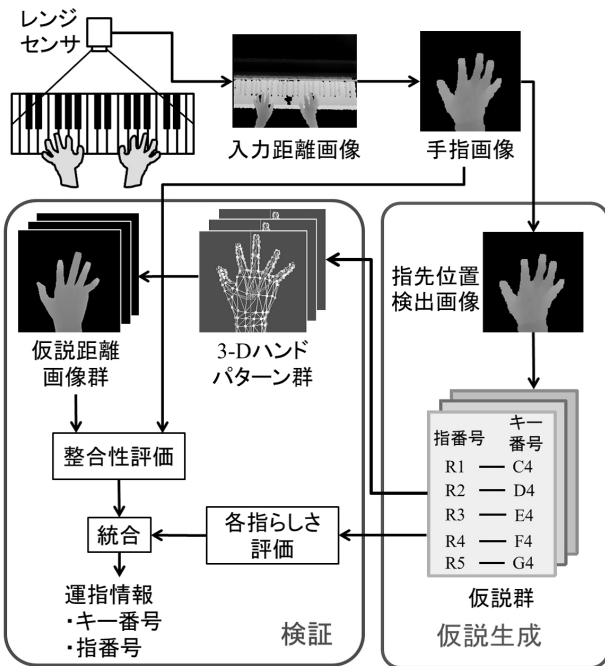 レンジ
センサ
入力距離画像
手指画像
指先位置
検出画像
仮説距離
画像群
3-Dハンド
パターン群
指番号
キー
番号
R1 — C4
R2 — D4
R3 — E4
R4 — F4
R5 — G4
仮説群
整合性評価
統合
各指らしさ
評価
運指情報
・キー番号
・指番号
検証
仮説生成